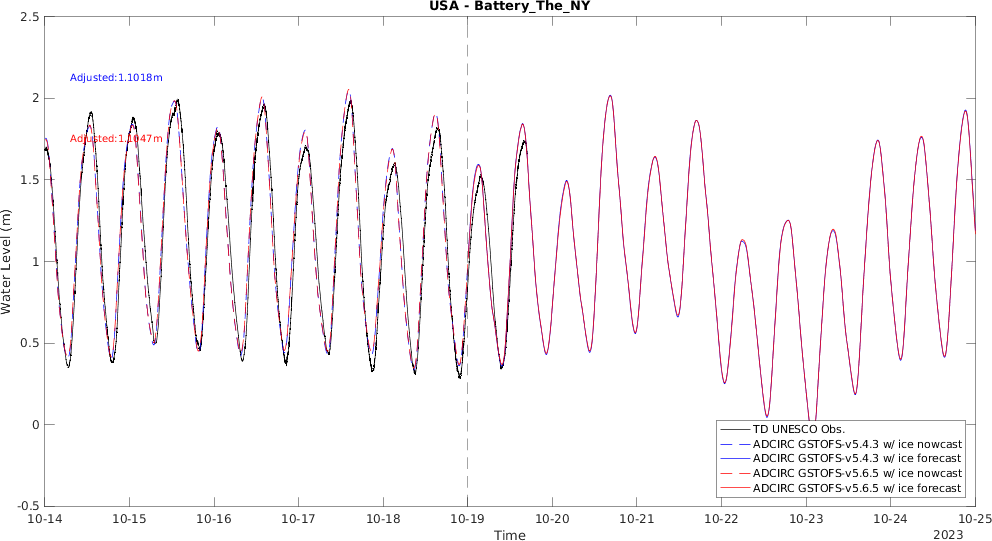 USA - Battery_The_NY
2.5
2
1.5
1
0.5
0
-0.5
Water Level (m)
Adjusted:1.1018m
Adjusted:1.1047m
TD UNESCO Obs.
ADCIRC GSTOFS-v5.4.3 w/ ice nowcast
ADCIRC GSTOFS-v5.4.3 w/ ice forecast
ADCIRC GSTOFS-v5.6.5 w/ ice nowcast
ADCIRC GSTOFS-v5.6.5 w/ ice forecast
10-14 10-15 10-16 10-17 10-18 10-19 10-20 10-21 10-22 10-23 10-24 10-25
Time
2023